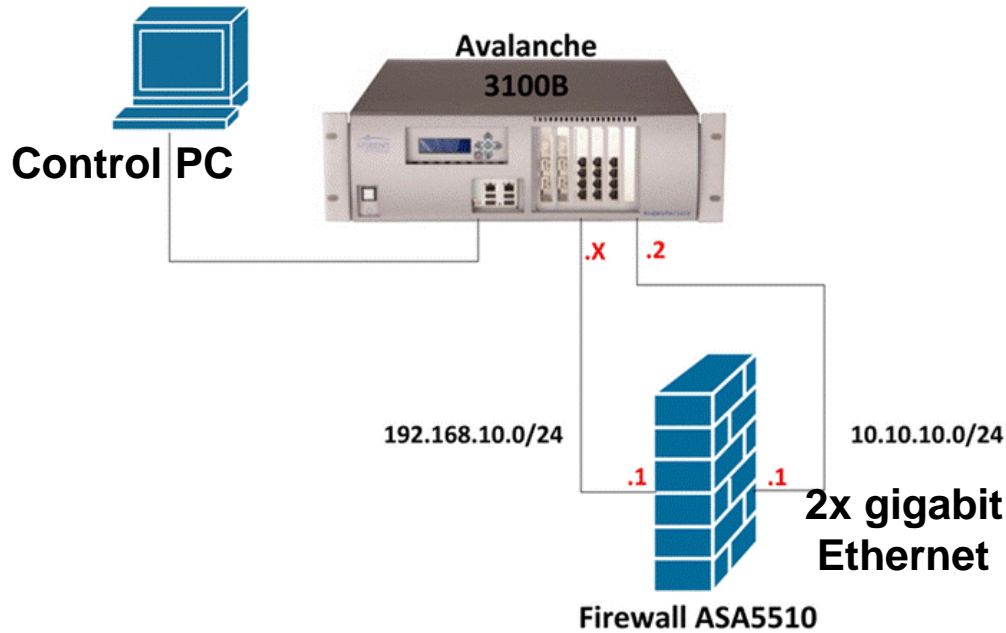 Avalanche
3100B
Control PC
SPIRENT
.X
.2
192.168.10.0/24
10.10.10.0/24
.1
.1
2x gigabit
Ethernet
Firewall ASA5510